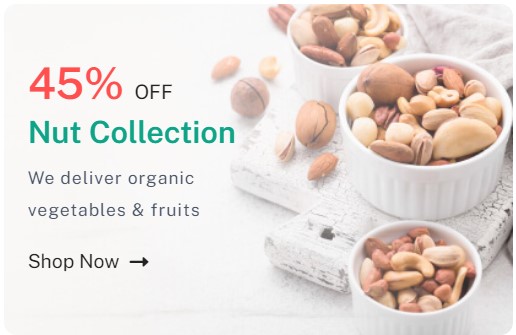 45% OFF
Nut Collection
We deliver organic
vegetables & fruits
Shop Now →